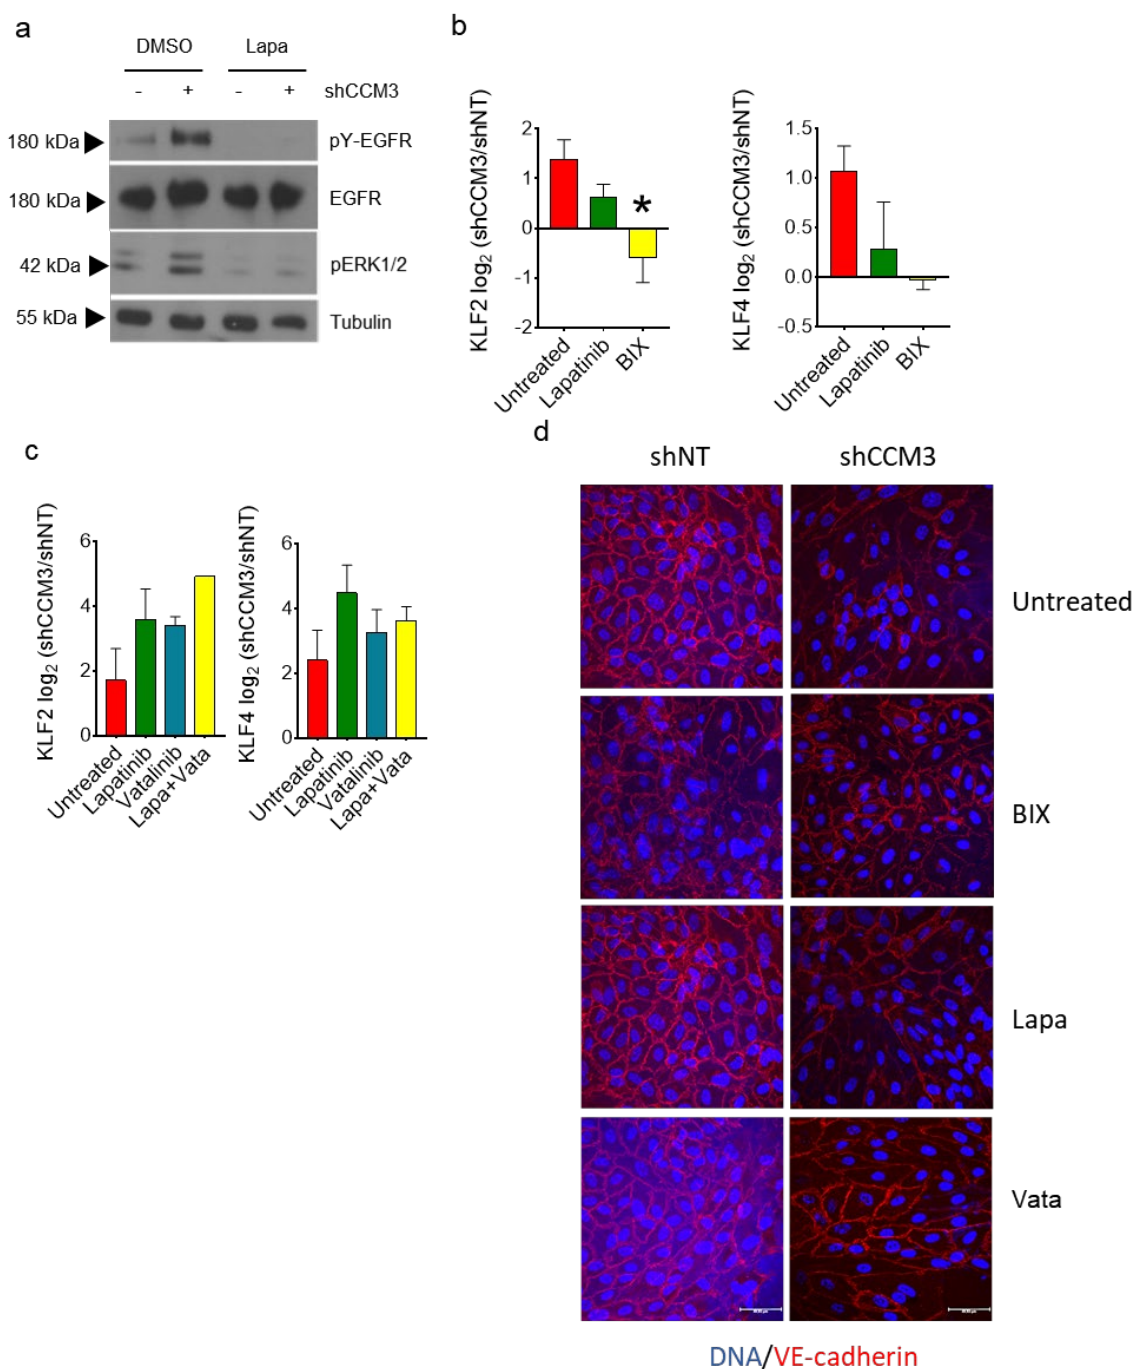 a
DMSO Lapa
- + - + shCCM3
180 kDa pY-EGFR
180 kDa EGFR
42 kDa pERK1/2
55 kDa Tubulin
b
KLF2 log2 (shCCM3/shNT)
2
1
0
-1
-2
Untreated
Lapatinib
BIX
*
KLF4 log2 (shCCM3/shNT)
1.5
1.0
0.5
0.0
-0.5
Untreated
Lapatinib
BIX
c
KLF2 log2 (shCCM3/shNT)
6
4
2
0
Untreated
Lapatinib
Vatalinib
Lapa+Vata
KLF4 log2 (shCCM3/shNT)
6
4
2
0
Untreated
Lapatinib
Vatalinib
Lapa+Vata
d
shNT shCCM3
Untreated
BIX
Lapa
Vata
DNA/VE-cadherin